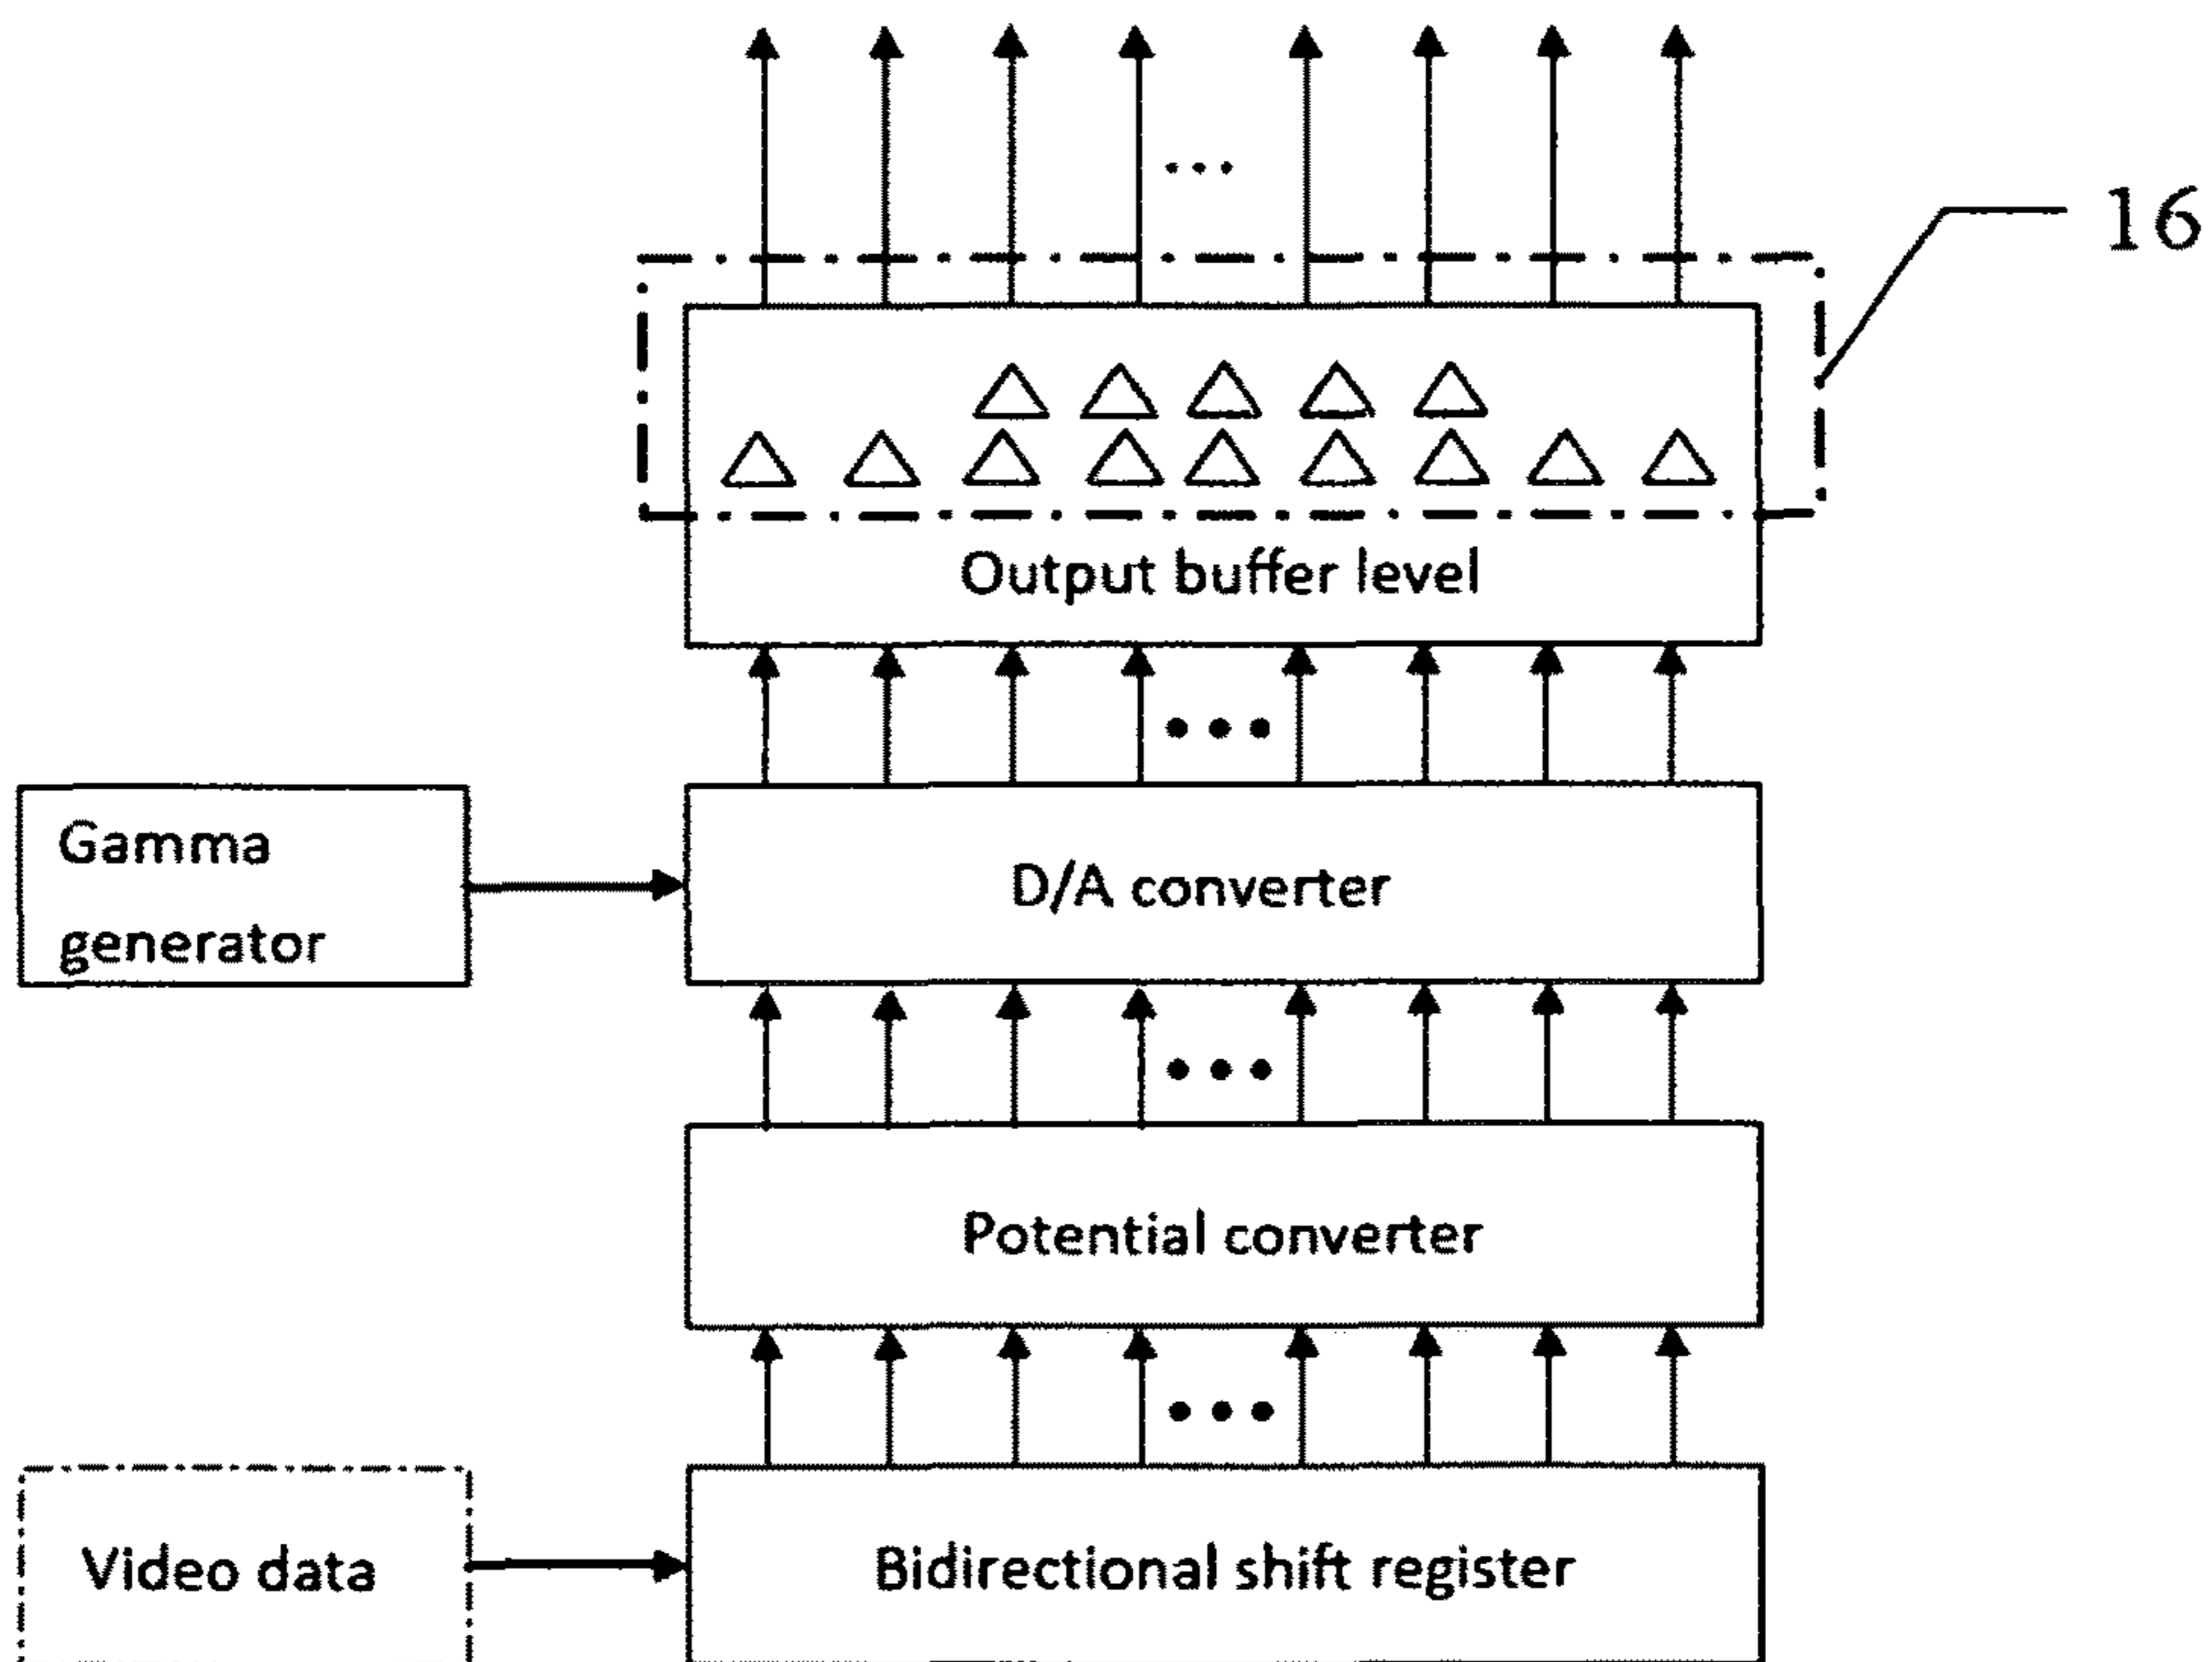 16
Output buffer level
Gamma
generator
D/A converter
Potential converter
Video data
Bidirectional shift register